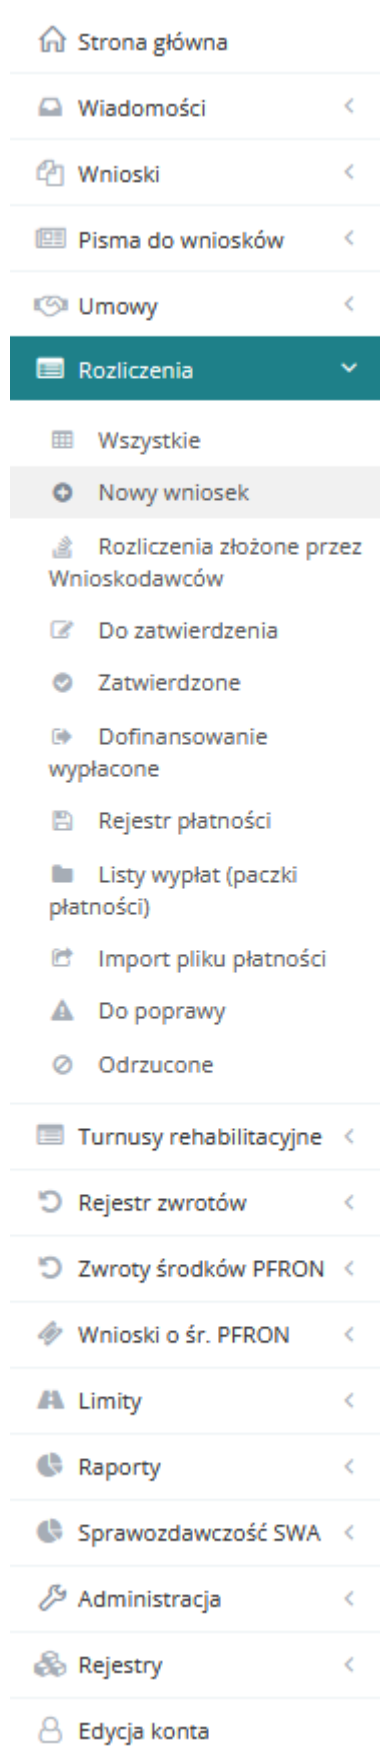 Strona główna
Wiadomości
Wnioski
Pisma do wniosków
Umowy
Rozliczenia
Wszystkie
Nowy wniosek
Rozliczenia złożone przez
Wnioskodawców
Do zatwierdzenia
Zatwierdzone
Dofinansowanie
wypłacone
Rejestr płatności
Listy wypłat (paczki
płatności)
Import pliku płatności
Do poprawy
Odrzucone
Turnusy rehabilitacyjne
Rejestr zwrotów
Zwroty środków PFRON
Wnioski o śr. PFRON
Limity
Raporty
Sprawozdawczość SWA
Administracja
Rejestry
Edycja konta